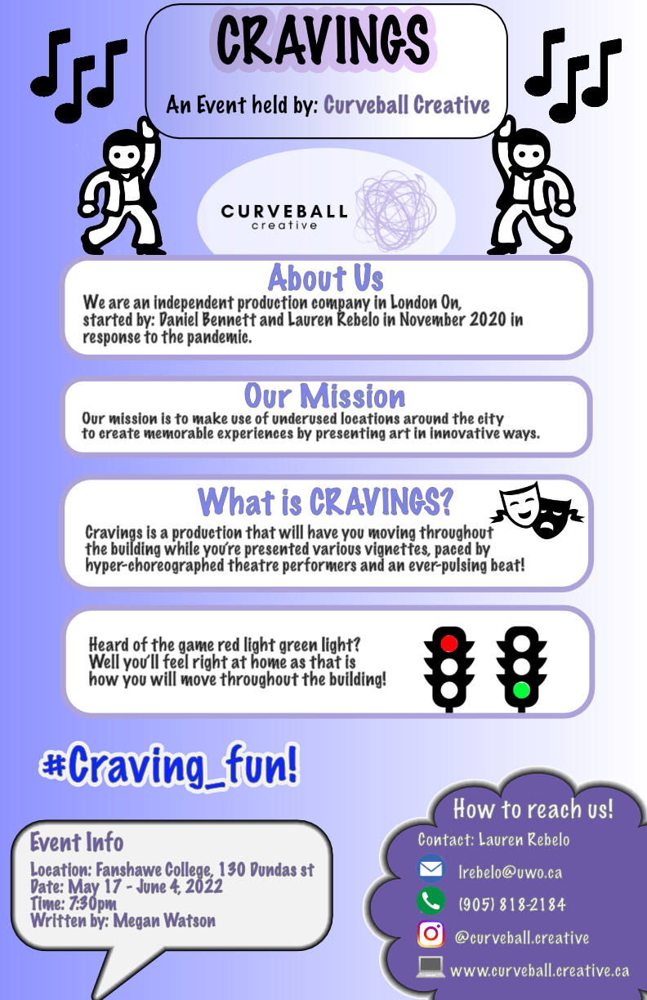 CRAVINGS
An Event held by: Curveball Creative
CURVEBALL
creative
About Us
We are an independent production company in London On,
started by: Daniel Bennett and Lauren Rebelo in November 2020 in
response to the pandemic.
Our Mission
Our mission is to make use of underused locations around the city
to create memorable experiences by presenting art in innovative ways.
What is CRAVINGS?
Cravings is a production that will have you moving throughout
the building while you're presented various vignettes, paced by
hyper-choreographed theatre performers and an ever-pulsing beat!
Heard of the game red light green light?
Well you'll feel right at home as that is
how you will move throughout the building!
#Craving_fun!
Event Info
Location: Fanshawe College, 130 Dundas st
Date: May 17 - June 4, 2022
Time: 7:30pm
Written by: Megan Watson
How to reach us!
Contact: Lauren Rebelo
lrebelo@uwo.ca
(905) 818-2184
@curveball.creative
www.curveball.creative.ca